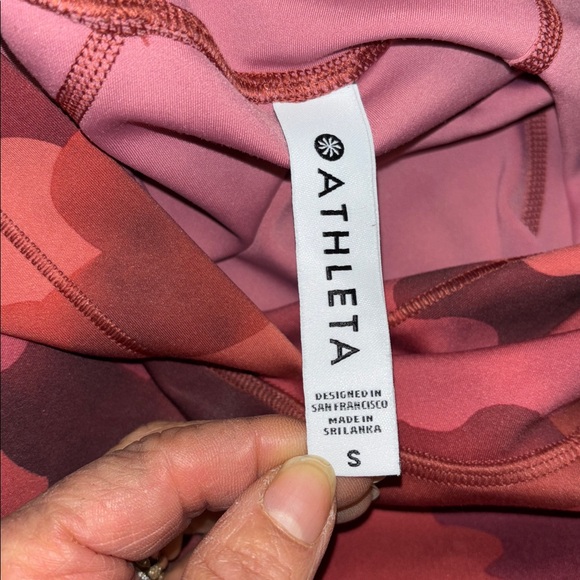 ATHLETA
DESIGNED IN
SAN FRANCISCO
MADE IN
SRI LANKA
S